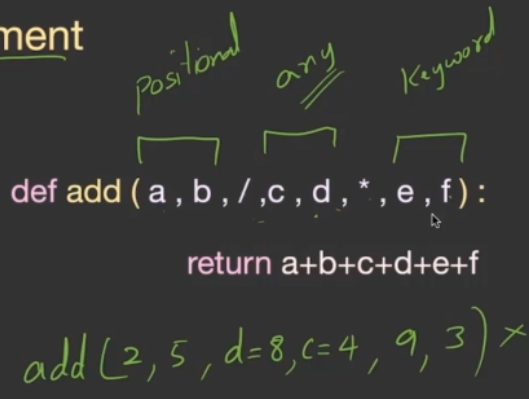 ment
positional any Keyword
def add ( a , b , / ,c , d , * , e , f ) :
return a+b+c+d+e+f
add (2, 5, d=8, c=4, 9, 3) ×